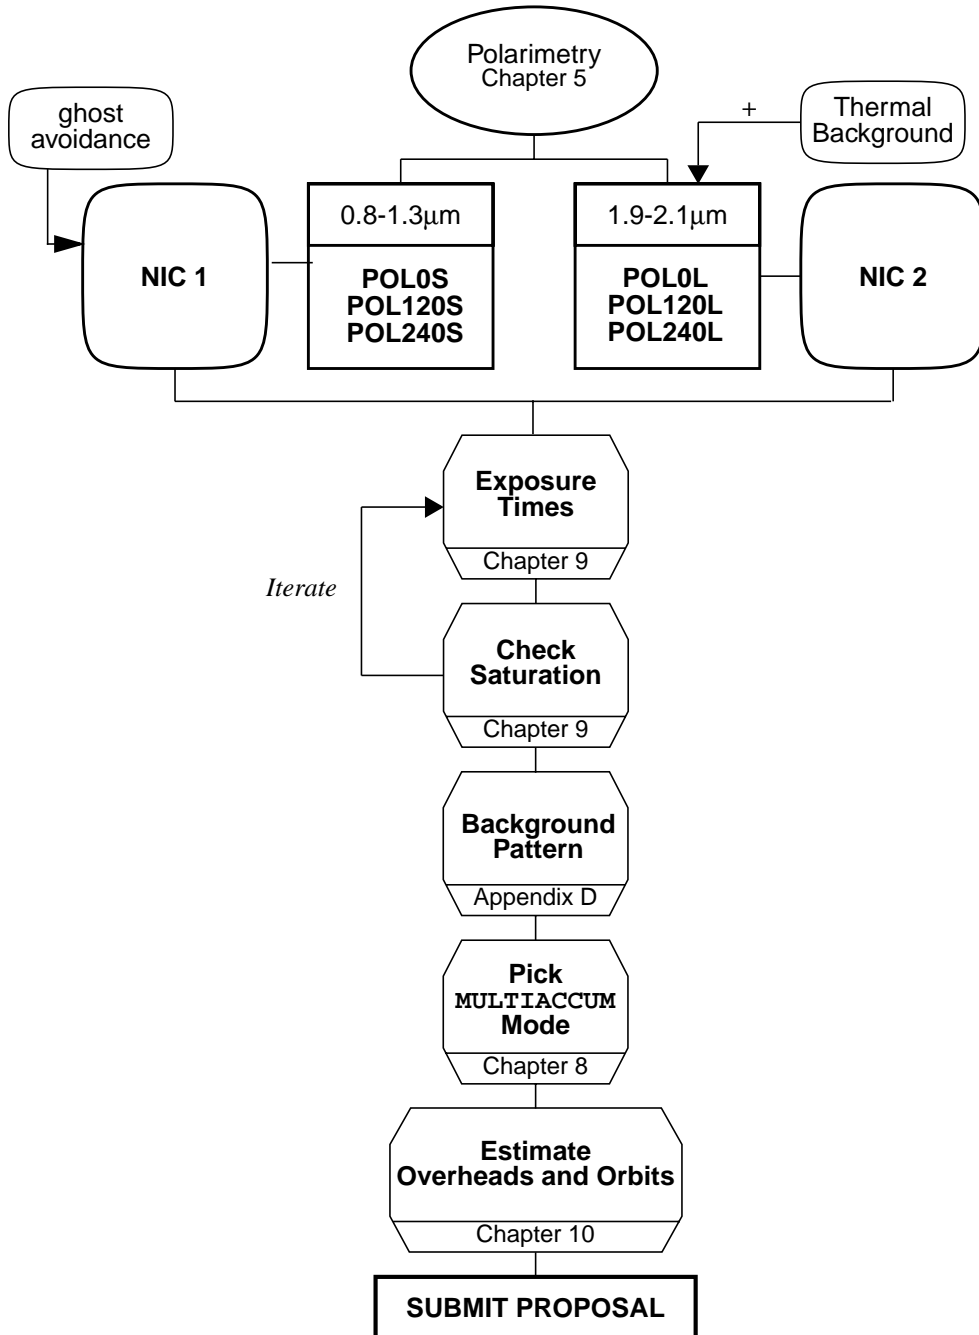 Polarimetry
Chapter 5
ghost
avoidance
+
Thermal
Background
0.8-1.3μm
1.9-2.1μm
NIC 1
POL0S
POL120S
POL240S
POL0L
POL120L
POL240L
NIC 2
Exposure
Times
Chapter 9
Iterate
Check
Saturation
Chapter 9
Background
Pattern
Appendix D
Pick
MULTIACCUM
Mode
Chapter 8
Estimate
Overheads and Orbits
Chapter 10
SUBMIT PROPOSAL